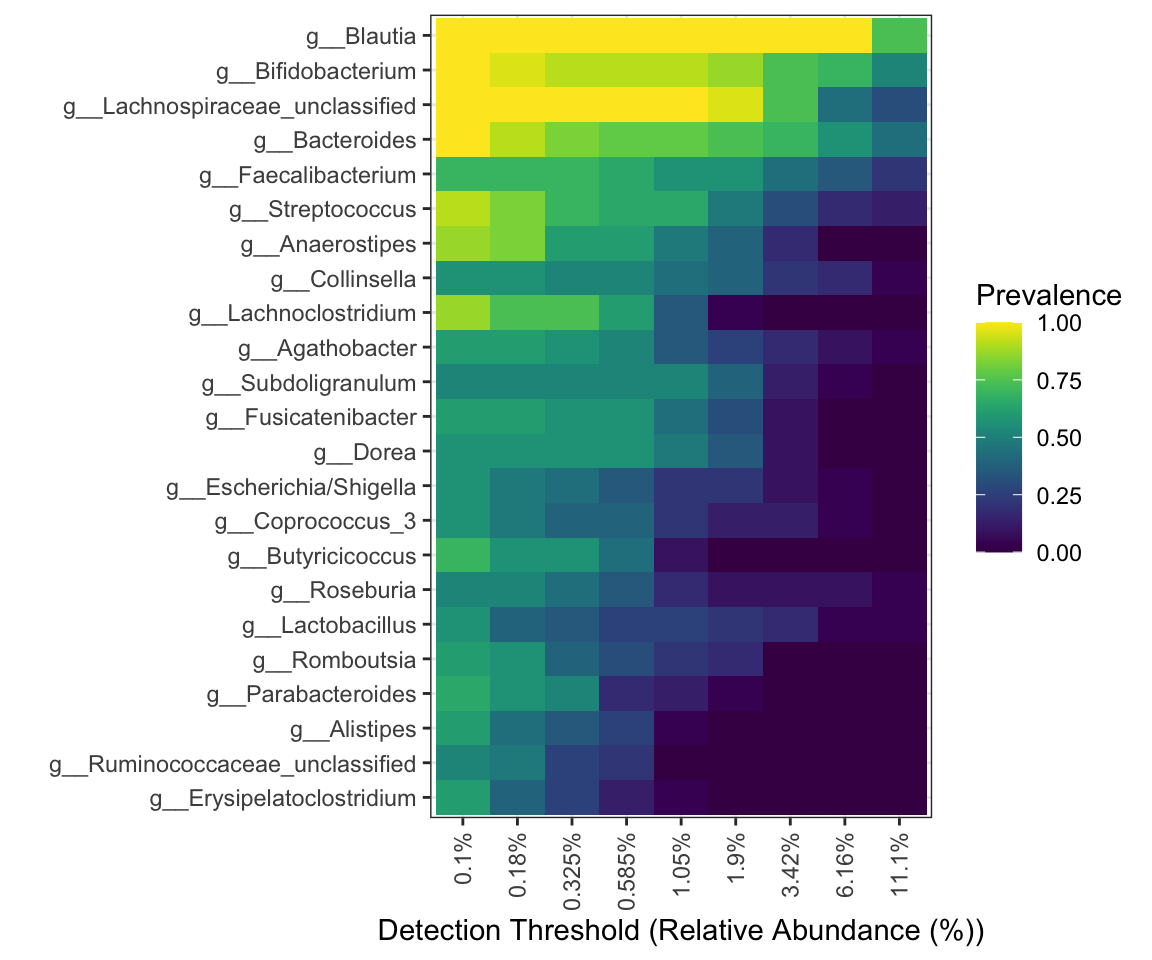 g__Blautia
g__Bifidobacterium
g__Lachnospiraceae_unclassified
g__Bacteroides
g__Faecalibacterium
g__Streptococcus
g__Anaerostipes
g__Collinsella
g__Lachnoclostridium
g__Agathobacter
g__Subdoligranulum
g__Fusicatenibacter
g__Dorea
g__Escherichia/Shigella
g__Coprococcus_3
g__Butyricicoccus
g__Roseburia
g__Lactobacillus
g__Romboutsia
g__Parabacteroides
g__Alistipes
g__Ruminococcaceae_unclassified
g__Erysipelatoclostridium
0.1%
0.18%
0.325%
0.585%
1.05%
1.9%
3.42%
6.16%
11.1%
Detection Threshold (Relative Abundance (%))
Prevalence
1.00
0.75
0.50
0.25
0.00